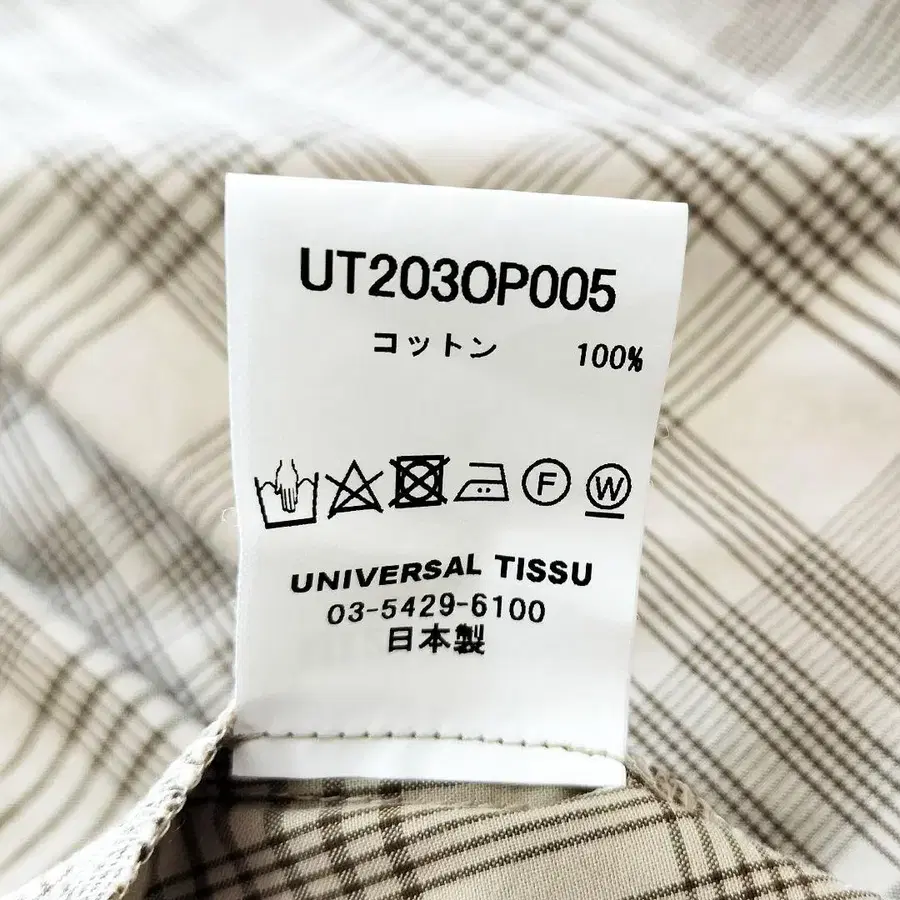 UT203OP005
コットン 100%
F W
UNIVERSAL TISSU
03-5429-6100
日本製